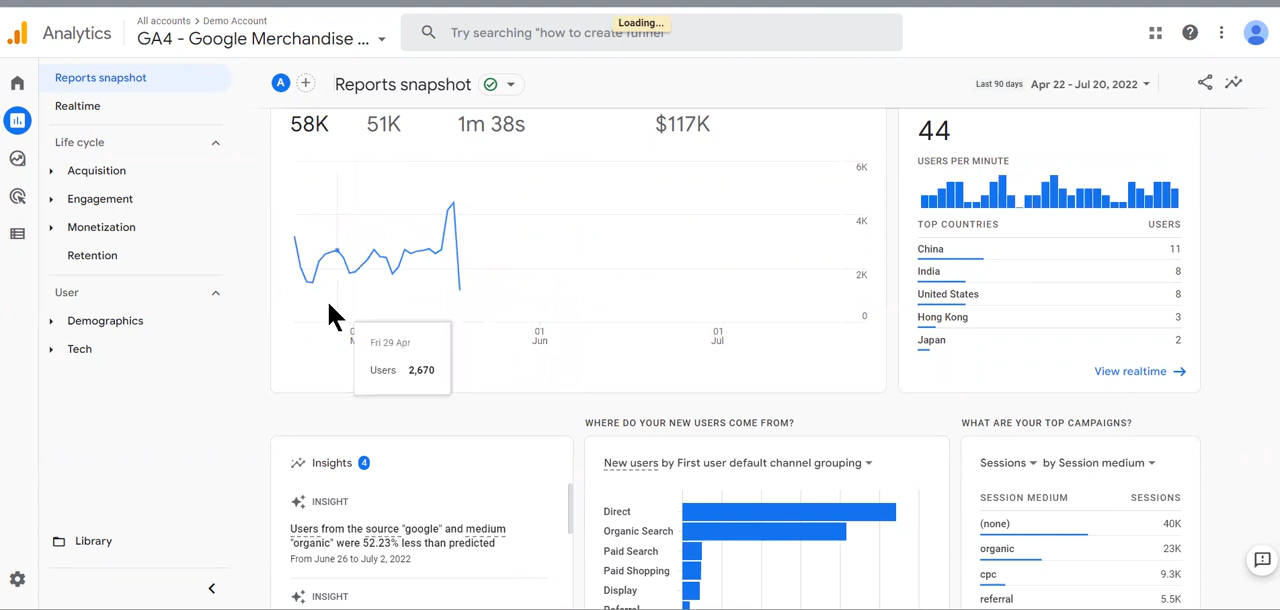 All accounts > Demo Account
Loading...
Analytics
GA4 - Google Merchandise ...
Try searching "how to create funnel"
Reports snapshot
Realtime
Life cycle
Acquisition
Engagement
Monetization
Retention
User
Demographics
Tech
Library
A
Reports snapshot
Last 90 days
Apr 22 - Jul 20, 2022
58K
51K
1m 38s
$117K
6K
4K
2K
0
01
Jun
01
Jul
Fri 29 Apr
Users 2,670
44
USERS PER MINUTE
TOP COUNTRIES USERS
China 11
India 8
United States 8
Hong Kong 3
Japan 2
View realtime
Insights 4
INSIGHT
Users from the source "google" and medium
"organic" were 52.23% less than predicted
From June 26 to July 2, 2022
INSIGHT
WHERE DO YOUR NEW USERS COME FROM?
New users by First user default channel grouping
Direct
Organic Search
Paid Search
Paid Shopping
Display
Referral
WHAT ARE YOUR TOP CAMPAIGNS?
Sessions by Session medium
SESSION MEDIUM SESSIONS
(none) 40K
organic 23K
cpc 9.3K
referral 5.5K